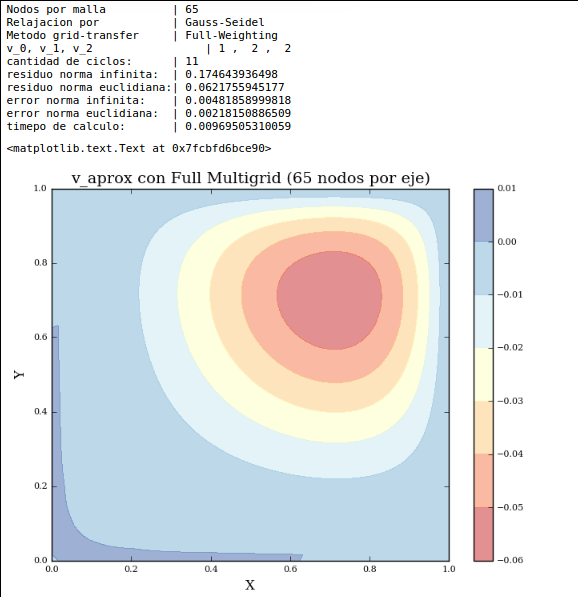 Nodos por malla | 65
Relajacion por | Gauss-Seidel
Metodo grid-transfer | Full-Weighting
v_0, v_1, v_2 | 1 , 2 , 2
cantidad de ciclos: | 11
residuo norma infinita: | 0.174643936498
residuo norma euclidiana:| 0.0621755945177
error norma infinita: | 0.00481858999818
error norma euclidiana: | 0.00218150886509
timepo de calculo: | 0.00969505310059
<matplotlib.text.Text at 0x7fcbfd6bce90>
v_aprox con Full Multigrid (65 nodos por eje)
1.0
0.8
0.6
0.4
0.2
0.0
Y
0.0 0.2 0.4 0.6 0.8 1.0
X
0.01
0.00
−0.01
−0.02
−0.03
−0.04
−0.05
−0.06